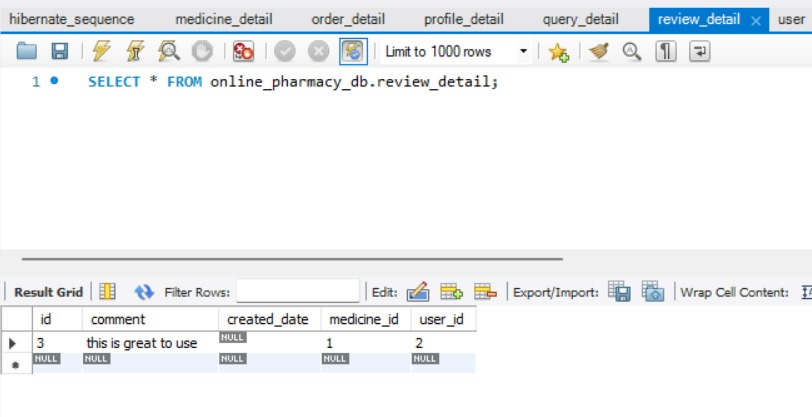 hibernate_sequence medicine_detail order_detail profile_detail query_detail review_detail user
Limit to 1000 rows
1 SELECT * FROM online_pharmacy_db.review_detail;
Result Grid Filter Rows: Edit: Export/Import: Wrap Cell Content:
id comment created_date medicine_id user_id
3 this is great to use NULL 1 2
NULL NULL NULL NULL NULL